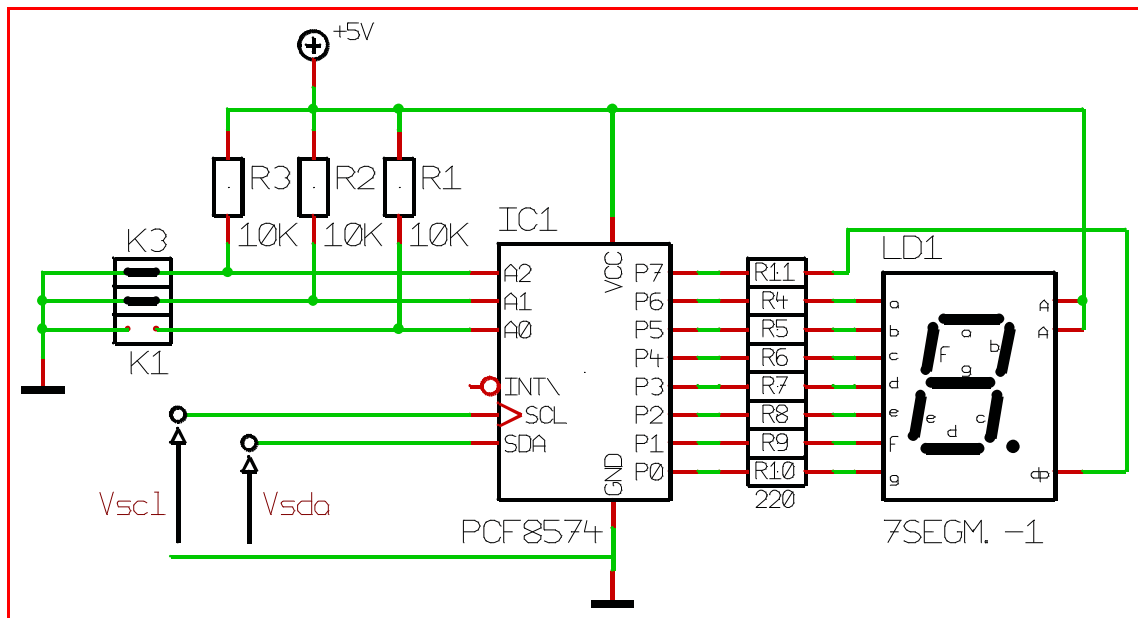 +5V
R3 R2 R1
10K 10K 10K
IC1
LD1
K3
K1
A2
A1
A0
INT\
SCL
SDA
VCC
GND
P7
P6
P5
P4
P3
P2
P1
P0
PCF8574
R11
R4
R5
R6
R7
R8
R9
R10
220
a
b
c
d
e
f
g
A
A
dp
a
f b
g
e c
d
7SEGM. -1
Vscl
Vsda